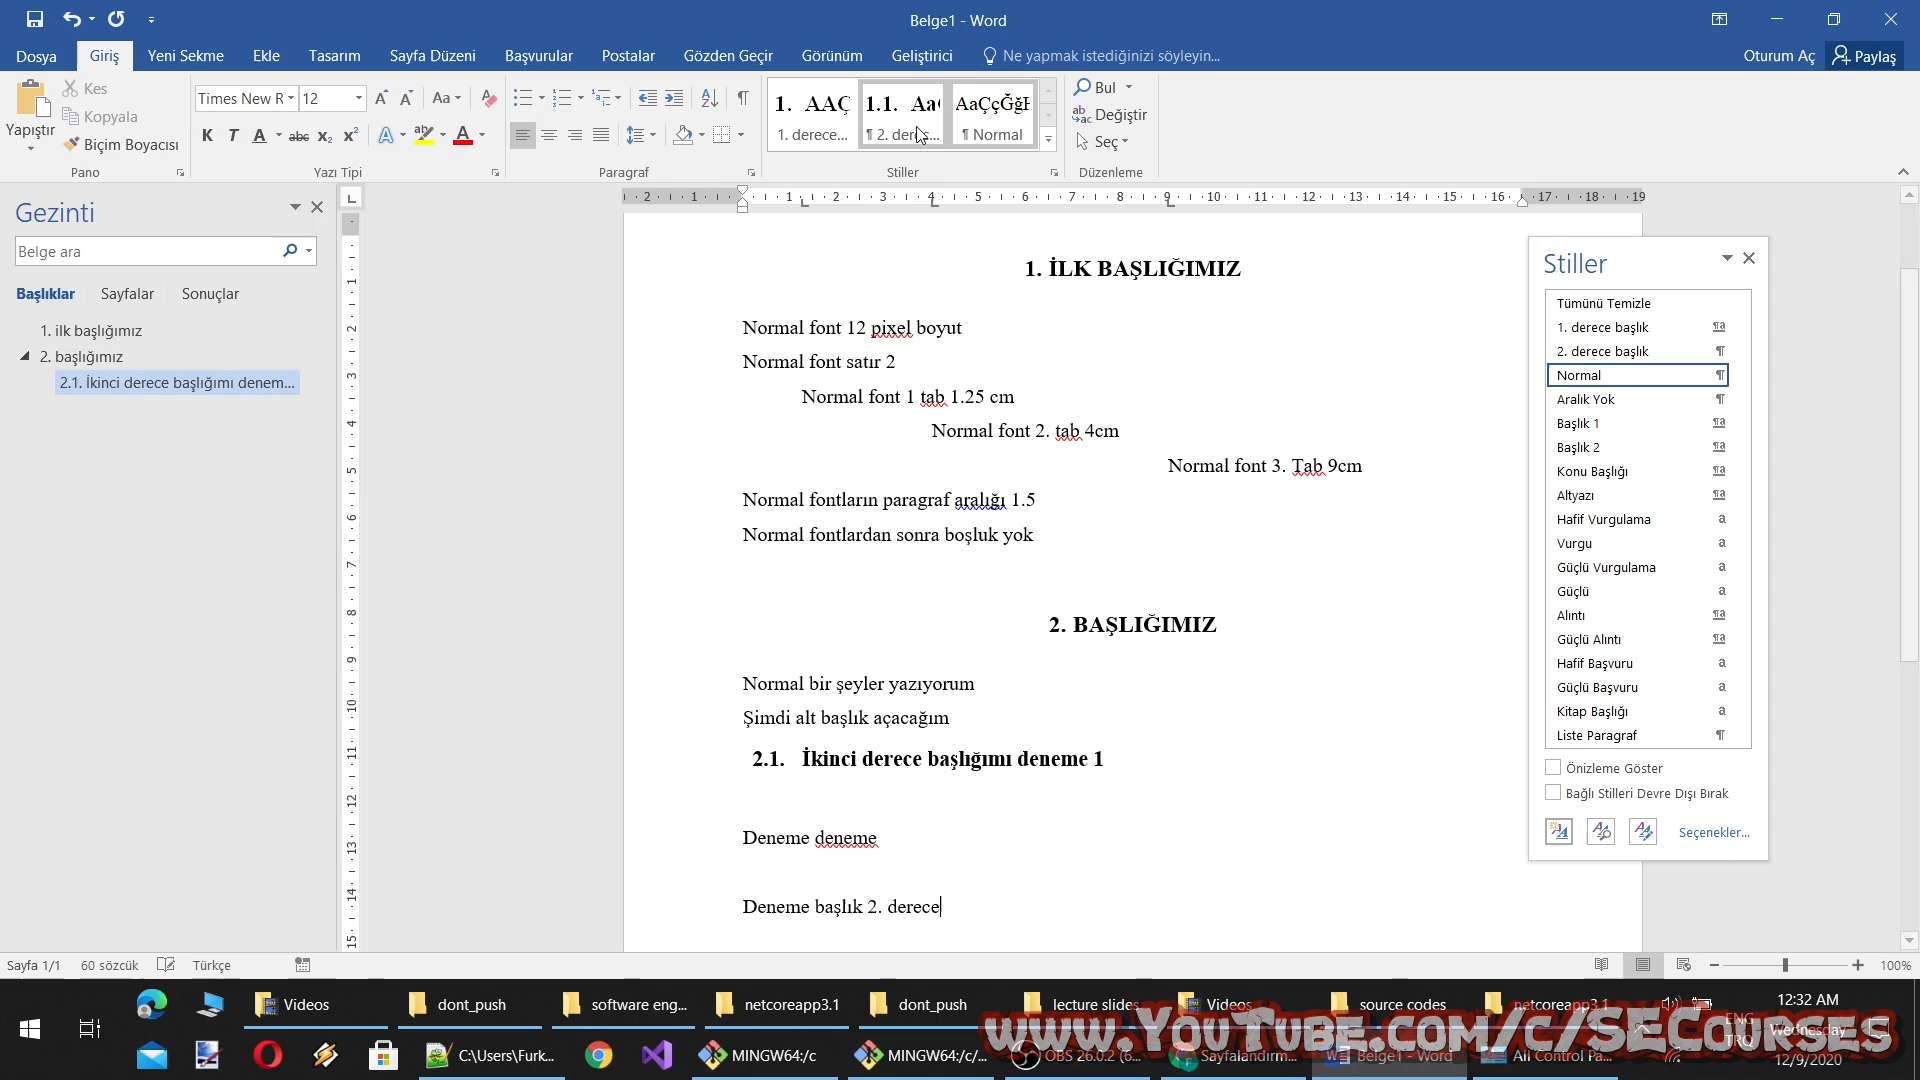 Belge1 - Word
Dosya
Giriş
Yeni Sekme
Ekle
Tasarım
Sayfa Düzeni
Başvurular
Postalar
Gözden Geçir
Görünüm
Geliştirici
Ne yapmak istediğinizi söyleyin...
Oturum Aç
Paylaş
Yapıştır
Kes
Kopyala
Biçim Boyacısı
Pano
Times New R
12
Yazı Tipi
Paragraf
1. AAÇ
1. derece...
1.1. Aa
¶ Normal
Stiller
Bul
Değiştir
Seç
Düzenleme
Gezinti
Belge ara
Başlıklar
Sayfalar
Sonuçlar
1. ilk başlığımız
2. başlığımız
2.1. İkinci derece başlığımı denem...
1. İLK BAŞLIĞIMIZ
Normal font 12 pixel boyut
Normal font satır 2
Normal font 1 tab 1.25 cm
Normal font 2. tab 4cm
Normal font 3. Tab 9cm
Normal fontların paragraf aralığı 1.5
Normal fontlardan sonra boşluk yok
2. BAŞLIĞIMIZ
Normal bir şeyler yazıyorum
Şimdi alt başlık açacağım
2.1. İkinci derece başlığımı deneme 1
Deneme deneme
Deneme başlık 2. derece
Stiller
Tümünü Temizle
1. derece başlık
2. derece başlık
Normal
Aralık Yok
Başlık 1
Başlık 2
Konu Başlığı
Altyazı
Hafif Vurgulama
Vurgu
Güçlü Vurgulama
Güçlü
Alıntı
Güçlü Alıntı
Hafif Başvuru
Güçlü Başvuru
Kitap Başlığı
Liste Paragraf
Önizleme Göster
Bağlı Stilleri Devre Dışı Bırak
Seçenekler...
Sayfa 1/1
60 sözcük
Türkçe
100%
Videos
dont_push
software eng...
netcoreapp3.1
dont_push
lecture slides
Videos
source codes
netcoreapp3.1
C:\Users\Furk...
MINGW64:/c
MINGW64:/c/...
OBS 26.0.2 (6...
Sayfalandırm...
Belge1 - Word
All Control Pa...
ENG
TRQ
12:32 AM
Wednesday
12/9/2020
www.YouTube.com/c/SECourses